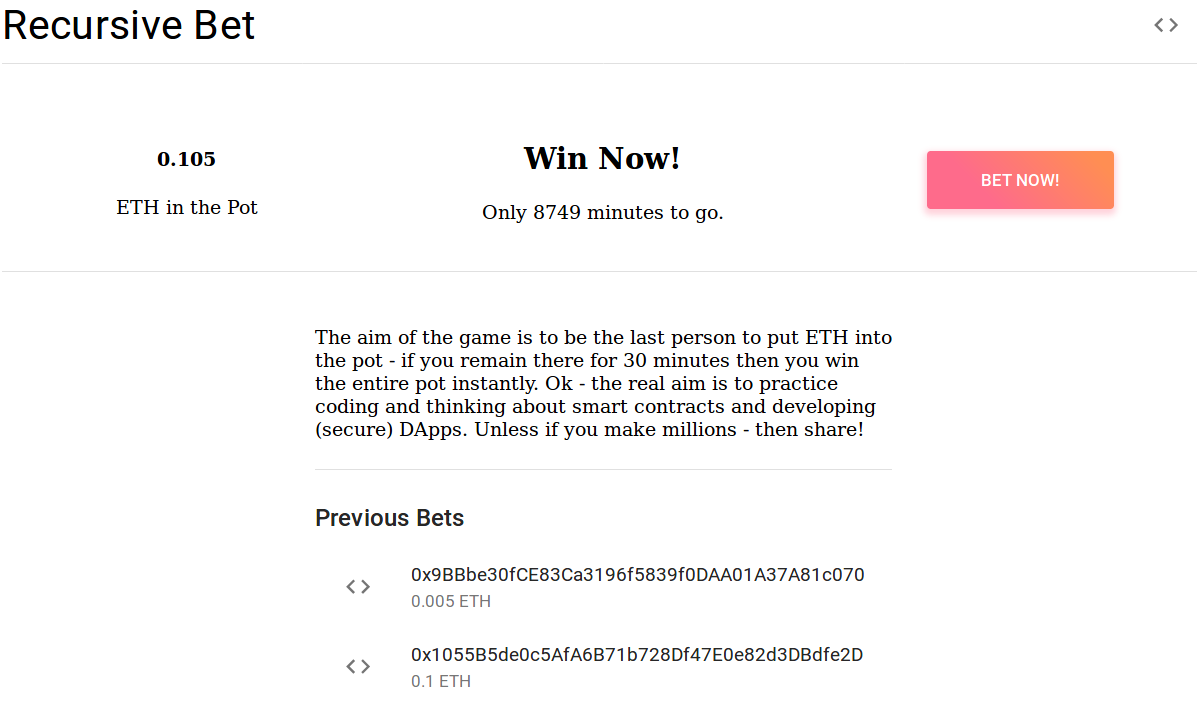 Recursive Bet
0.105
ETH in the Pot
Win Now!
Only 8749 minutes to go.
BET NOW!
The aim of the game is to be the last person to put ETH into
the pot - if you remain there for 30 minutes then you win
the entire pot instantly. Ok - the real aim is to practice
coding and thinking about smart contracts and developing
(secure) DApps. Unless if you make millions - then share!
Previous Bets
0x9BBbe30fCE83Ca3196f5839f0DAA01A37A81c070
0.005 ETH
0x1055B5de0c5AfA6B71b728Df47E0e82d3DBdfe2D
0.1 ETH